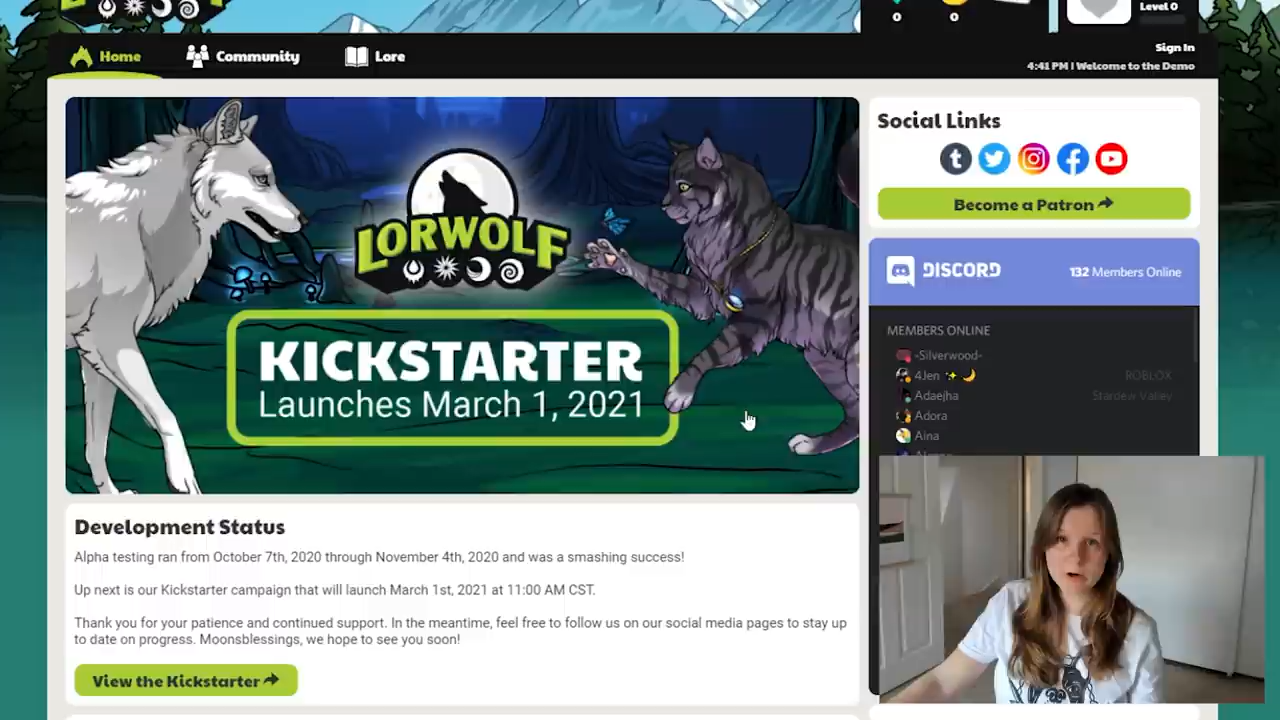 0
0
Level 0
Home
Community
Lore
Sign In
4:41 PM | Welcome to the Demo
LORWOLF
KICKSTARTER
Launches March 1, 2021
Social Links
Become a Patron
DISCORD
132 Members Online
MEMBERS ONLINE
-Silverwood-
4Jen
ROBLOX
Adaejha
Stardew Valley
Adora
Aina
Development Status
Alpha testing ran from October 7th, 2020 through November 4th, 2020 and was a smashing success!
Up next is our Kickstarter campaign that will launch March 1st, 2021 at 11:00 AM CST.
Thank you for your patience and continued support. In the meantime, feel free to follow us on our social media pages to stay up
to date on progress. Moonsblessings, we hope to see you soon!
View the Kickstarter